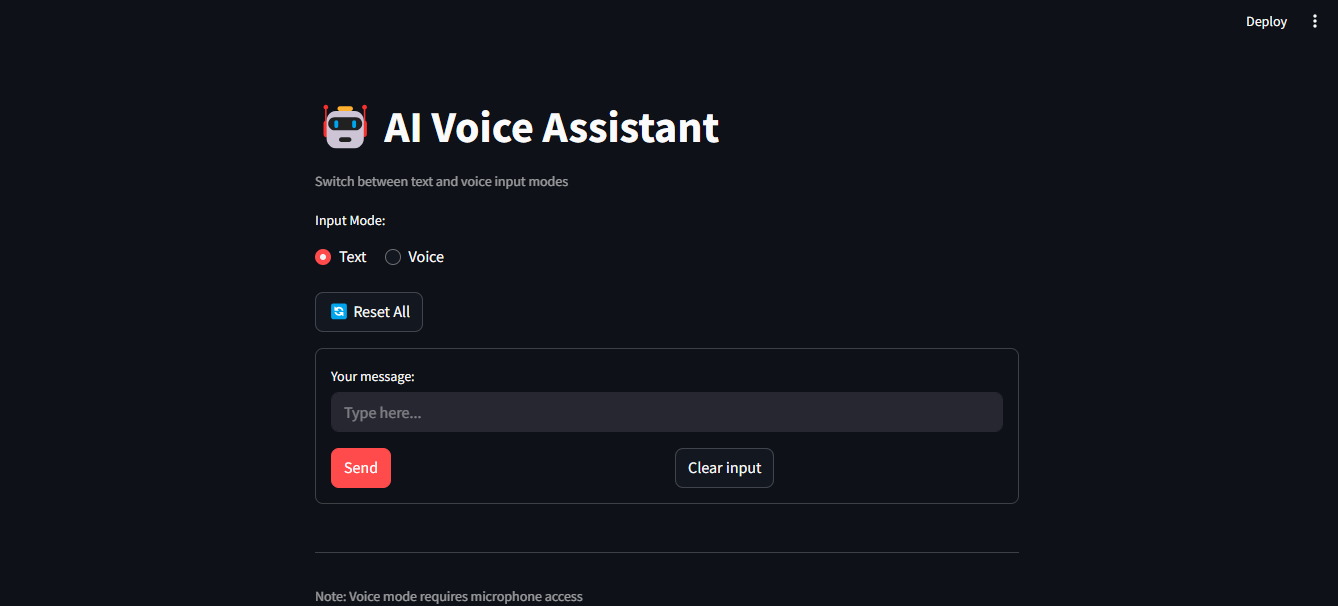 Deploy
AI Voice Assistant
Switch between text and voice input modes
Input Mode:
Text Voice
Reset All
Your message:
Type here...
Send Clear input
Note: Voice mode requires microphone access